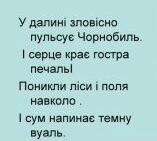 У далині зловісно
пульсує Чорнобиль.
І серце крає гостра
печаль!
Поникли ліси і поля
навколо .
І сум напинає темну
вуаль.